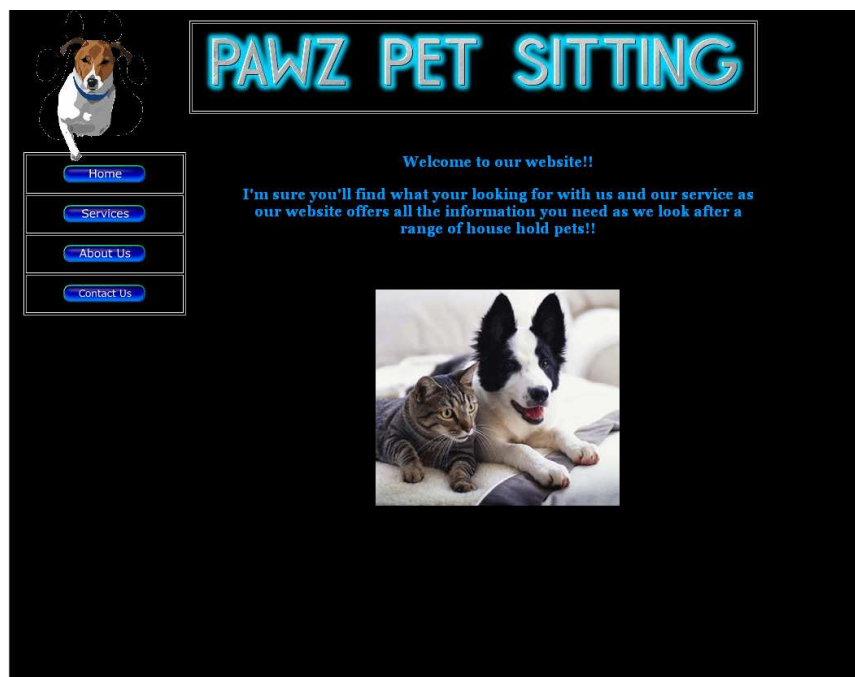 PAWZ PET SITTING
Home
Services
About Us
Contact Us
Welcome to our website!!
I'm sure you'll find what your looking for with us and our service as
our website offers all the information you need as we look after a
range of house hold pets!!